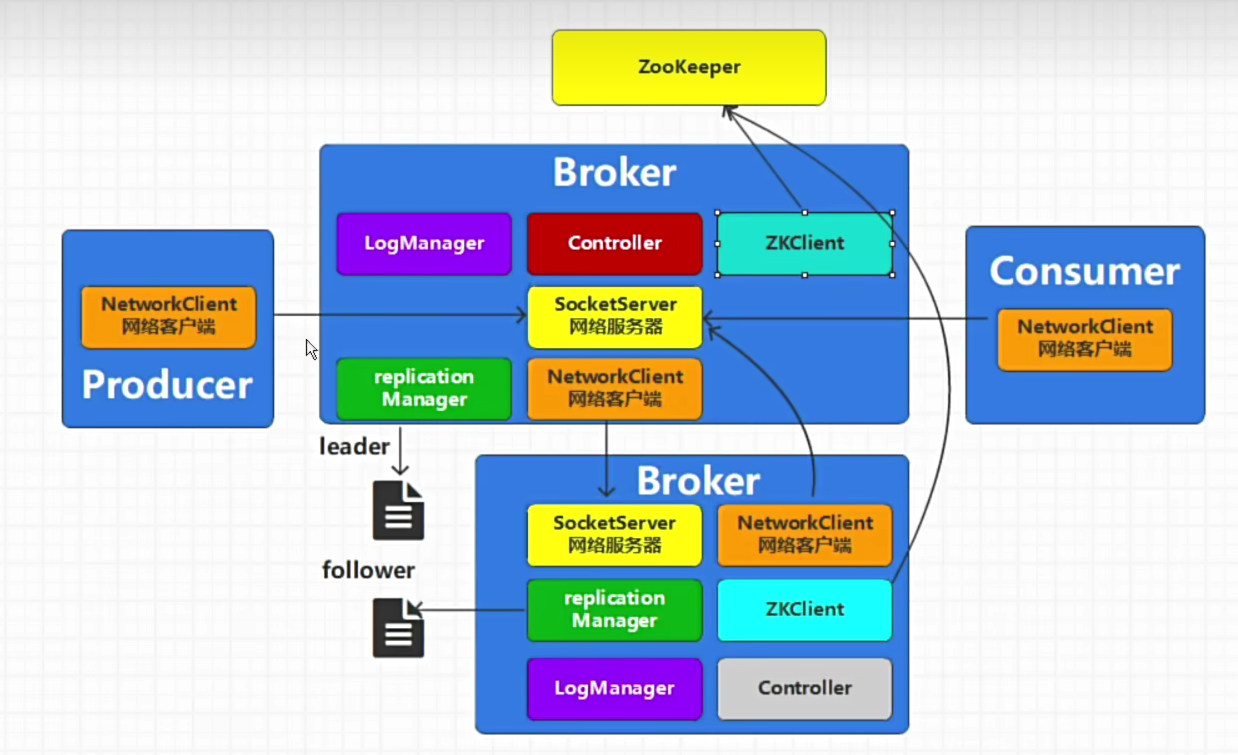 ZooKeeper
Broker
LogManager
Controller
ZKClient
NetworkClient
网络客户端
Producer
SocketServer
网络服务器
Consumer
NetworkClient
网络客户端
replication
Manager
NetworkClient
网络客户端
leader
Broker
SocketServer
网络服务器
NetworkClient
网络客户端
follower
replication
Manager
ZKClient
LogManager
Controller